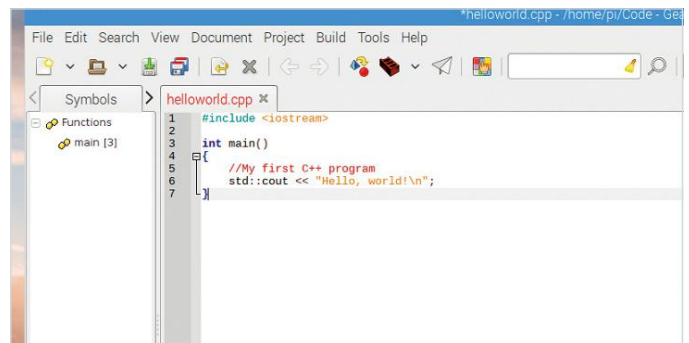 *helloworld.cpp - /home/pi/Code - Gea
File Edit Search View Document Project Build Tools Help
Symbols
helloworld.cpp
Functions
main [3]
1 #include <iostream>
2
3 int main()
4 {
5 //My first C++ program
6 std::cout << "Hello, world!\n";
7 }